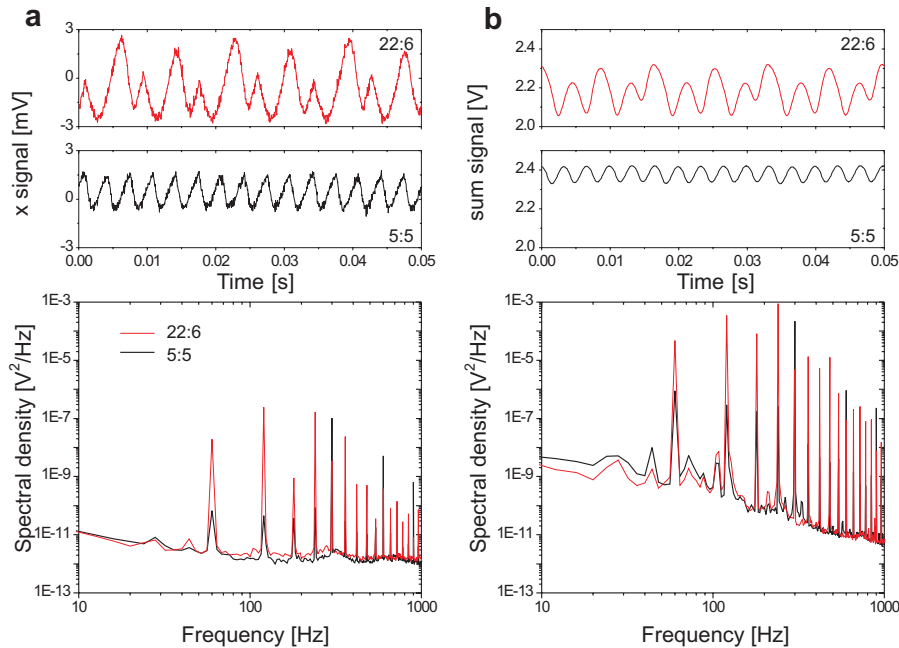 a
3
0
-3
22:6
3
0
-3
5:5
x signal [mV]
0.00 0.01 0.02 0.03 0.04 0.05
Time [s]
b
2.4
2.2
2.0
22:6
2.4
2.2
2.0
5:5
sum signal [V]
0.00 0.01 0.02 0.03 0.04 0.05
Time [s]
1E-3
1E-5
1E-7
1E-9
1E-11
1E-13
Spectral density [V²/Hz]
22:6
5:5
10 100 1000
Frequency [Hz]
1E-3
1E-5
1E-7
1E-9
1E-11
1E-13
Spectral density [V²/Hz]
10 100 1000
Frequency [Hz]